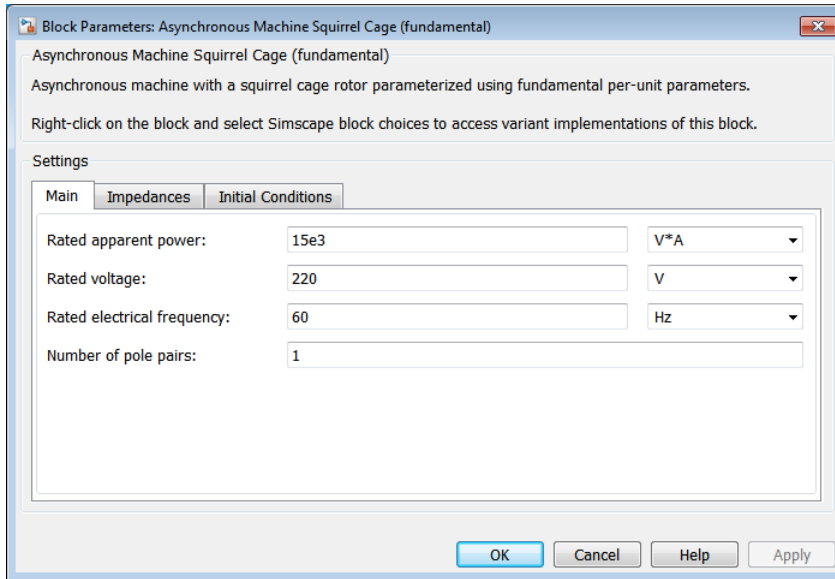 Block Parameters: Asynchronous Machine Squirrel Cage (fundamental)
Asynchronous Machine Squirrel Cage (fundamental)
Asynchronous machine with a squirrel cage rotor parameterized using fundamental per-unit parameters.
Right-click on the block and select Simscape block choices to access variant implementations of this block.
Settings
Main Impedances Initial Conditions
Rated apparent power: 15e3 V*A
Rated voltage: 220 V
Rated electrical frequency: 60 Hz
Number of pole pairs: 1
OK Cancel Help Apply